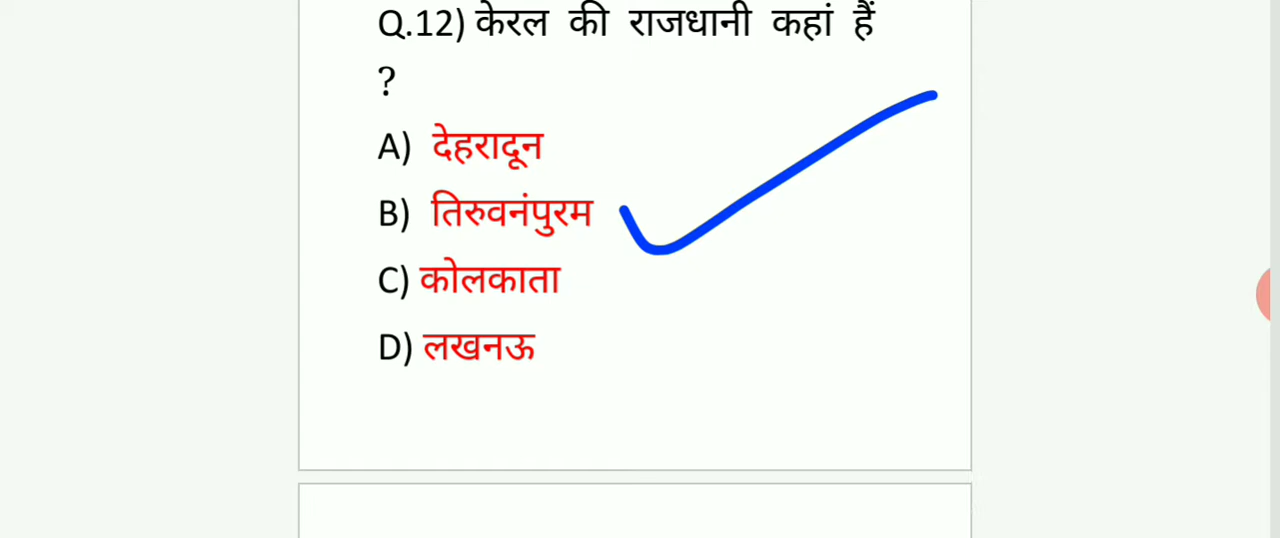 Q.12) केरल की राजधानी कहां हैं
?
A) देहरादून
B) तिरुवनंपुरम
C) कोलकाता
D) लखनऊ